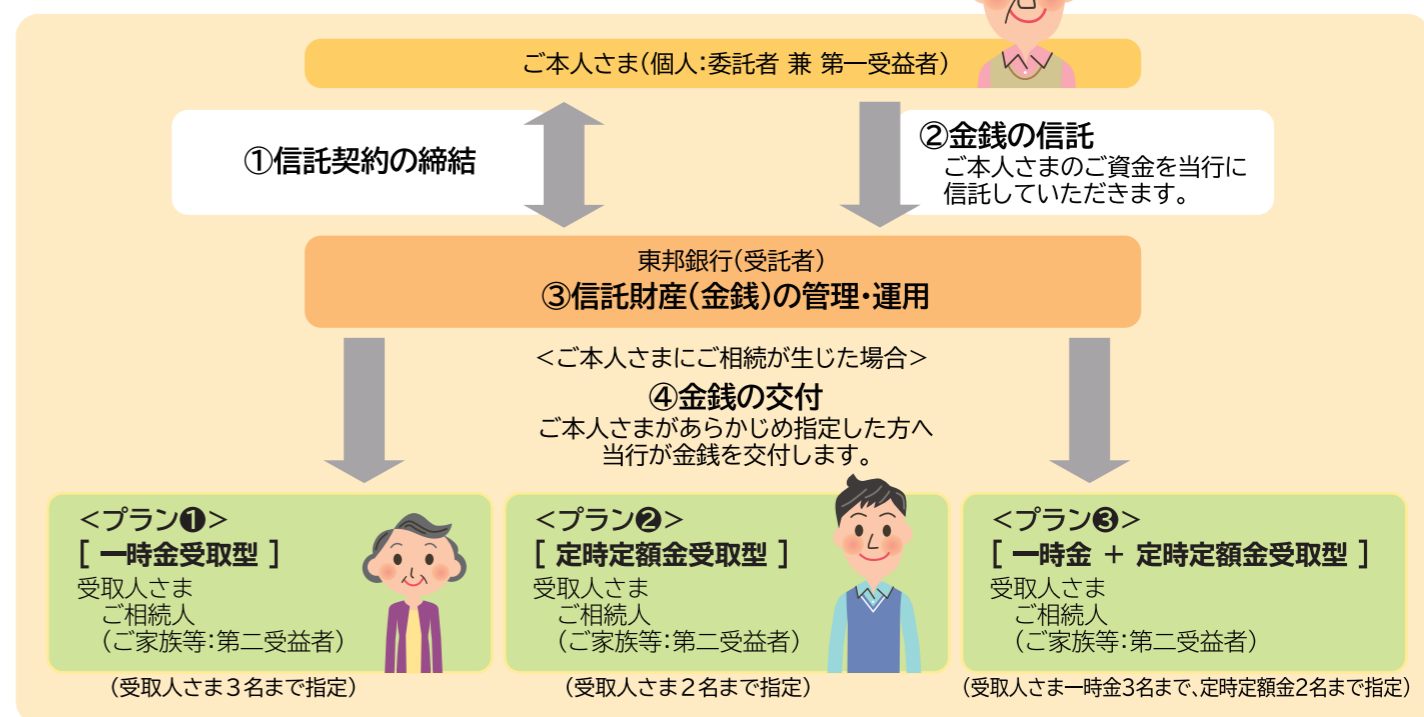 ご本人さま（個人：委託者 兼 第一受益者）
①信託契約の締結
②金銭の信託
ご本人さまのご資金を当行に
信託していただきます。
東邦銀行（受託者）
③信託財産（金銭）の管理・運用
＜ご本人さまにご相続が生じた場合＞
④金銭の交付
ご本人さまがあらかじめ指定した方へ
当行が金銭を交付します。
＜プラン❶＞
［ 一時金受取型 ］
受取人さま
ご相続人
（ご家族等：第二受益者）
（受取人さま３名まで指定）
＜プラン❷＞
［ 定時定額金受取型 ］
受取人さま
ご相続人
（ご家族等：第二受益者）
（受取人さま２名まで指定）
＜プラン❸＞
［ 一時金 ＋ 定時定額金受取型 ］
受取人さま
ご相続人
（ご家族等：第二受益者）
（受取人さま一時金3名まで、定時定額金2名まで指定）